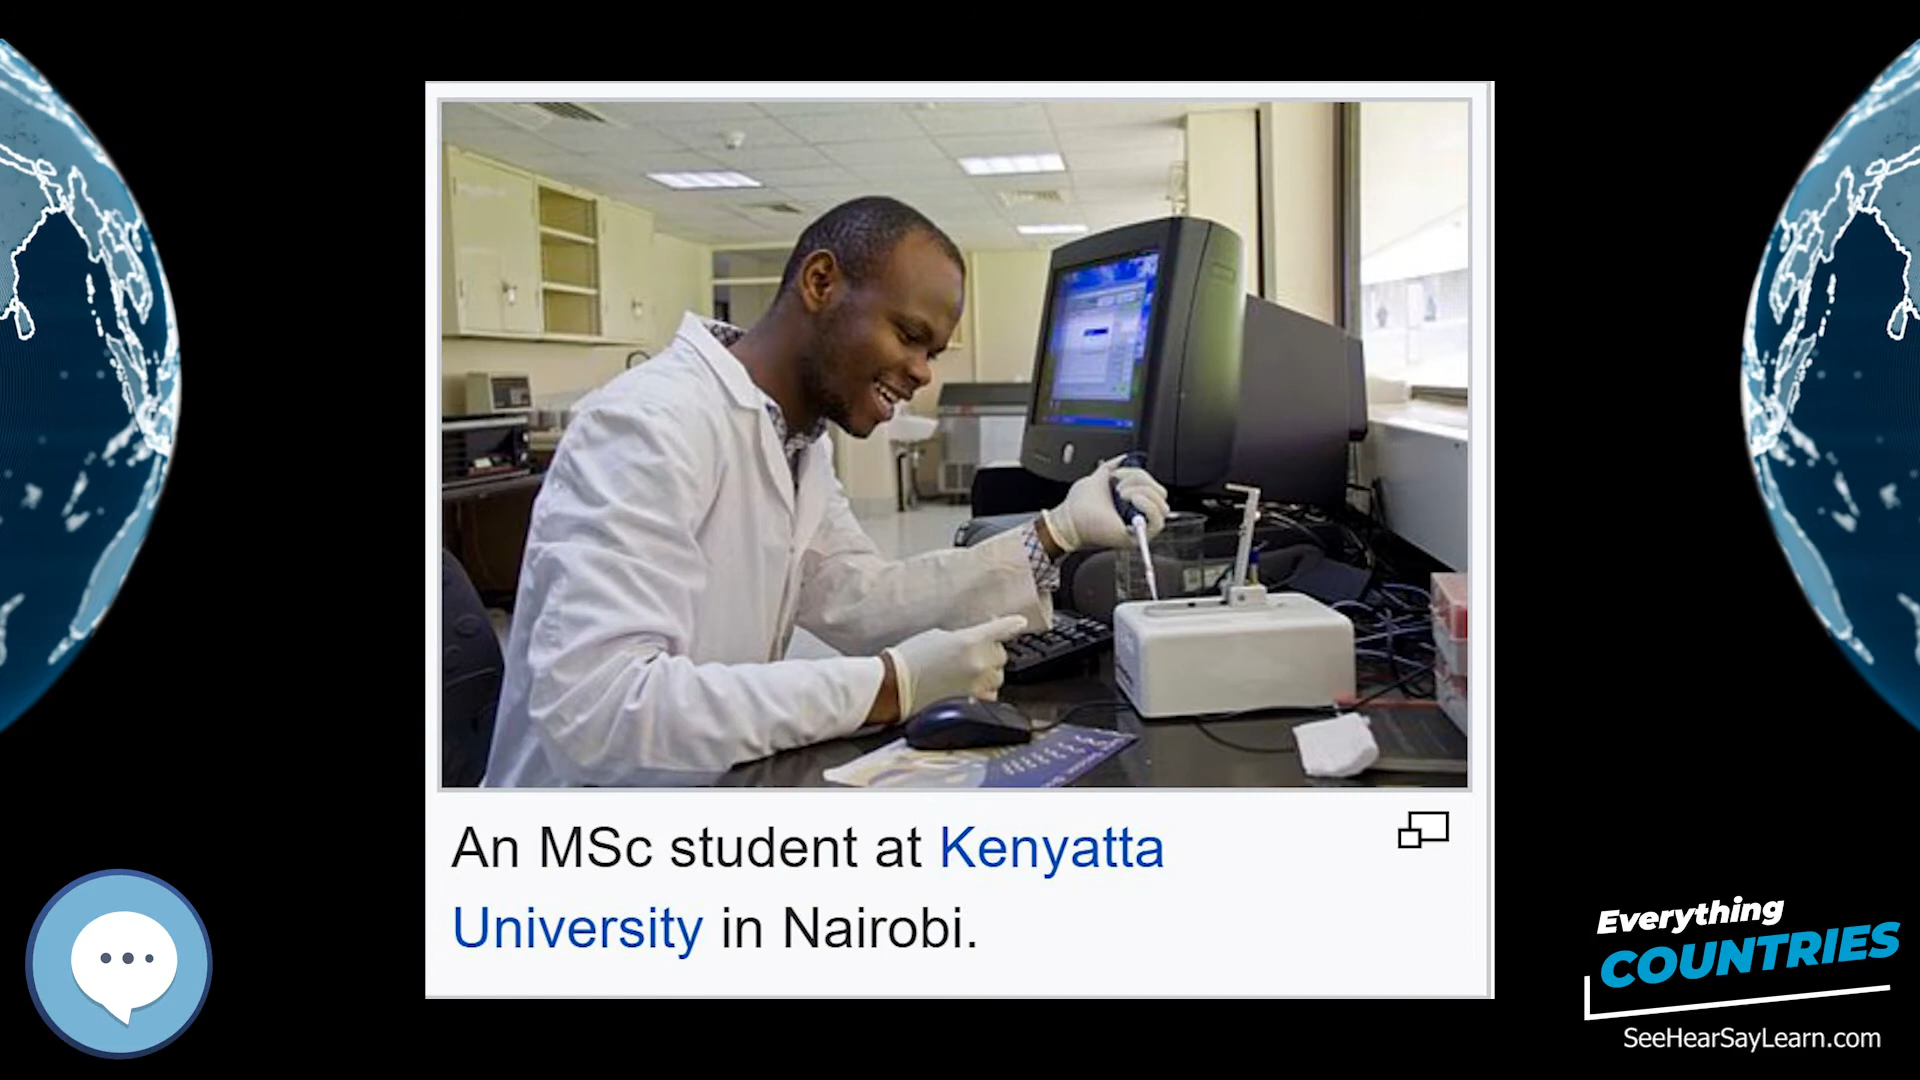 An MSc student at Kenyatta
University in Nairobi.
Everything
COUNTRIES
SeeHearSayLearn.com